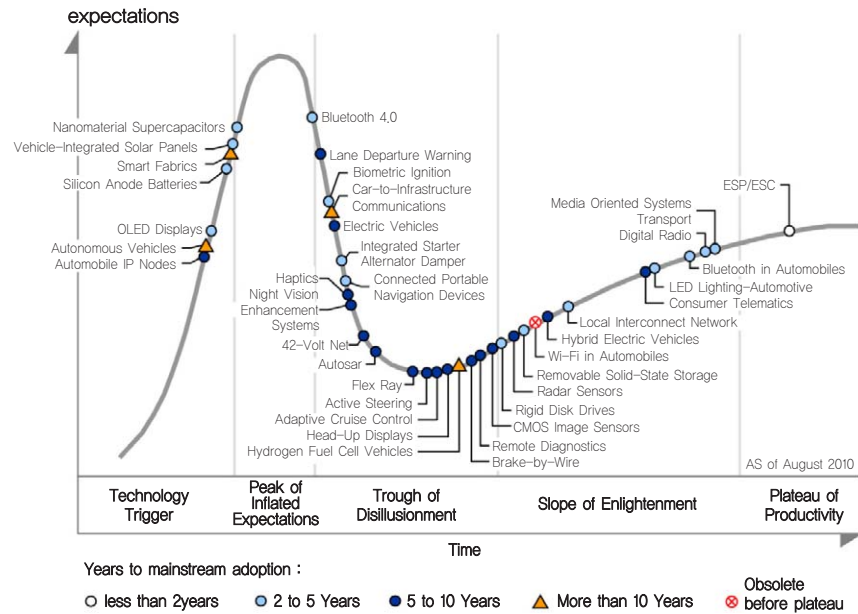 expectations
Nanomaterial Supercapacitors
Vehicle-Integrated Solar Panels
Smart Fabrics
Silicon Anode Batteries
OLED Displays
Autonomous Vehicles
Automobile IP Nodes
Bluetooth 4,0
Lane Departure Warning
Biometric Ignition
Car-to-Infrastructure
Communications
Electric Vehicles
Integrated Starter
Alternator Damper
Connected Portable
Navigation Devices
Haptics
Night Vision
Enhancement
Systems
42-Volt Net
Autosar
Flex Ray
Active Steering
Adaptive Cruise Control
Head-Up Displays
Hydrogen Fuel Cell Vehicles
Brake-by-Wire
Remote Diagnostics
CMOS Image Sensors
Rigid Disk Drives
Radar Sensors
Removable Solid-State Storage
Wi-Fi in Automobiles
Hybrid Electric Vehicles
Local Interconnect Network
Consumer Telematics
LED Lighting-Automotive
Bluetooth in Automobiles
Digital Radio
Media Oriented Systems
Transport
ESP/ESC
AS of August 2010
Technology
Trigger
Peak of
Inflated
Expectations
Trough of
Disillusionment
Slope of Enlightenment
Plateau of
Productivity
Time
Years to mainstream adoption :
less than 2years
2 to 5 Years
5 to 10 Years
More than 10 Years
Obsolete
before plateau